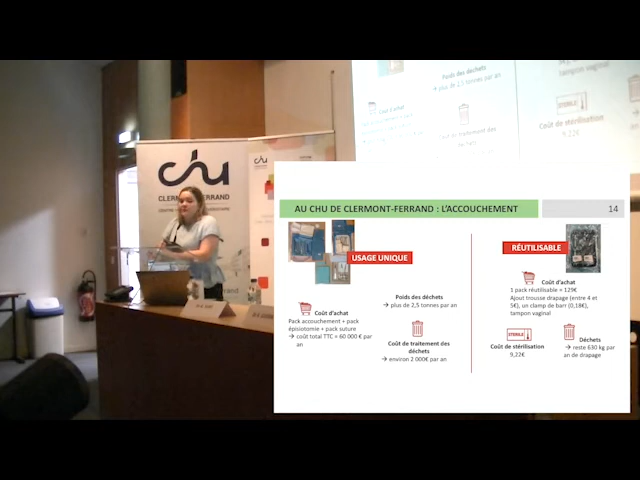 Poids des déchets
→ plus de 2,5 tonnes par an
tampon vaginal
Coût de stérilisation
9,22€
chu
CLERMONT-FERRAND
chu
AU CHU DE CLERMONT-FERRAND : L'ACCOUCHEMENT
14
USAGE UNIQUE
Coût d'achat
Pack accouchement + pack
épisiotomie + pack suture
→ coût total TTC = 60 000 € par
an
Poids des déchets
→ plus de 2,5 tonnes par an
Coût de traitement des
déchets
→ environ 2 000€ par an
RÉUTILISABLE
Coût d'achat
1 pack réutilisable = 129€
Ajout trousse drapage (entre 4 et
5€), un clamp de barr (0,18€),
tampon vaginal
STERILE
Coût de stérilisation
9,22€
Déchets
→ reste 630 kg par
an de drapage